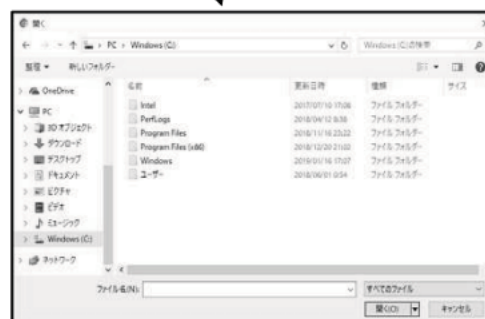 開く
PC › Windows (C:)
Windows (C:)の検索
整理 新しいフォルダー
名前 更新日時 種類 サイズ
OneDrive
PC
3Dオブジェクト
ダウンロード
デスクトップ
ドキュメント
ピクチャ
ビデオ
ミュージック
Windows (C:)
ネットワーク
Intel 2017/07/10 17:08 ファイル フォルダー
PerfLogs 2018/04/12 8:38 ファイル フォルダー
Program Files 2018/11/16 23:22 ファイル フォルダー
Program Files (x86) 2018/12/20 21:03 ファイル フォルダー
Windows 2019/01/16 17:07 ファイル フォルダー
ユーザー 2018/06/01 0:54 ファイル フォルダー
ファイル名(N):
すべてのファイル
開く(O) キャンセル